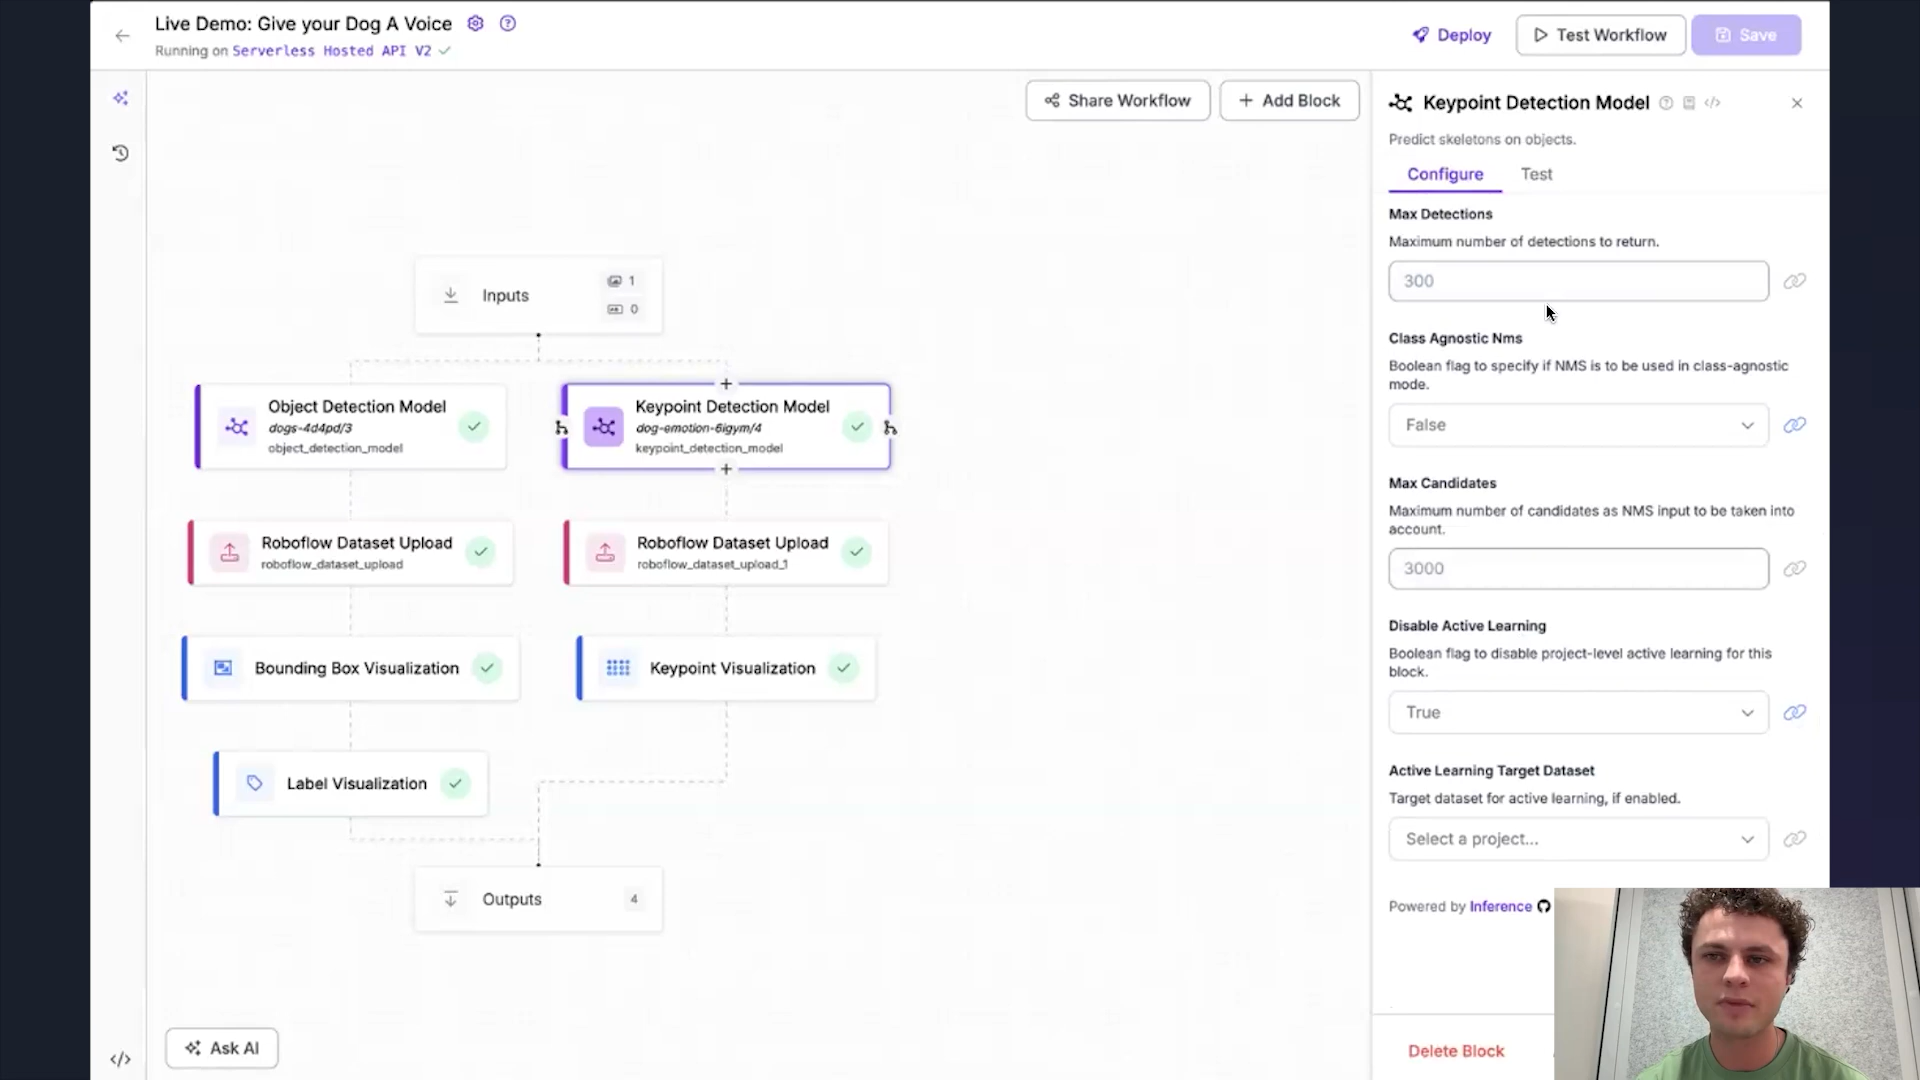 Live Demo: Give your Dog A Voice
Running on Serverless Hosted API V2
Deploy
Test Workflow
Save
Share Workflow
Add Block
Inputs
1
0
Object Detection Model
dogs-4d4pd/3
object_detection_model
Keypoint Detection Model
dog-emotion-6igym/4
keypoint_detection_model
Roboflow Dataset Upload
roboflow_dataset_upload
Roboflow Dataset Upload
roboflow_dataset_upload_1
Bounding Box Visualization
Keypoint Visualization
Label Visualization
Outputs
4
Ask AI
Keypoint Detection Model
Predict skeletons on objects.
Configure
Test
Max Detections
Maximum number of detections to return.
300
Class Agnostic Nms
Boolean flag to specify if NMS is to be used in class-agnostic
mode.
False
Max Candidates
Maximum number of candidates as NMS input to be taken into
account.
3000
Disable Active Learning
Boolean flag to disable project-level active learning for this
block.
True
Active Learning Target Dataset
Target dataset for active learning, if enabled.
Select a project...
Powered by Inference
Delete Block